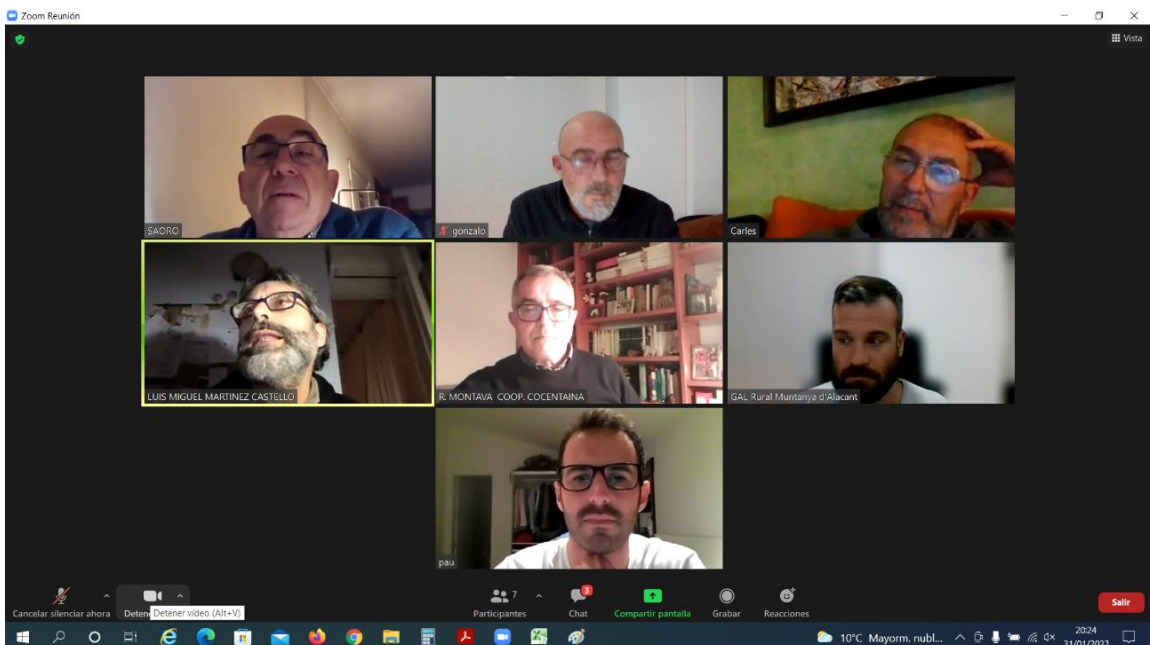 Zoom Reunión
Vista
SAORO
gonzalo
Carles
LUIS MIGUEL MARTINEZ CASTELLO
R. MONTAVA COOP. COCENTAINA
GAL Rural Muntanya d'Alacant
pau
Cancelar silenciar ahora
Deten
Detener vídeo (Alt+V)
7
Participantes
3
Chat
Compartir pantalla
Grabar
Reacciones
Salir
10°C Mayorm. nubl...
20:24
31/01/2022